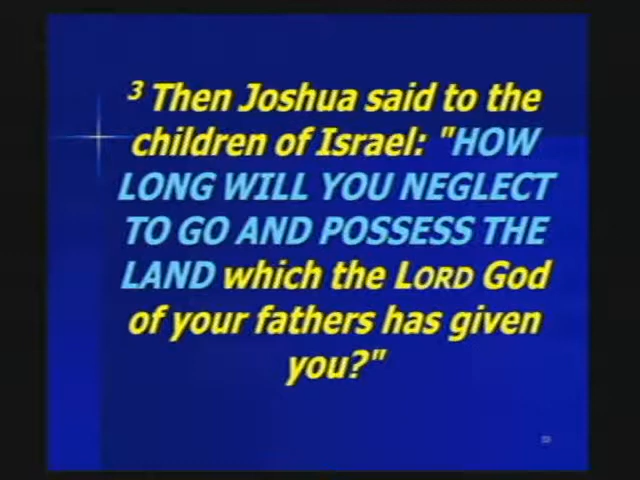 3 Then Joshua said to the
children of Israel: "HOW
LONG WILL YOU NEGLECT
TO GO AND POSSESS THE
LAND which the LORD God
of your fathers has given
you?"